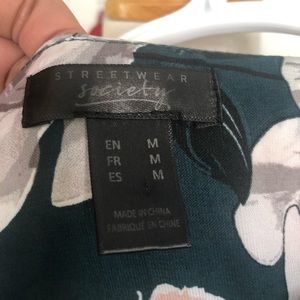 STREETWEAR
society
EN M
FR M
ES M
MADE IN CHINA
FABRIQUÉ EN CHINE